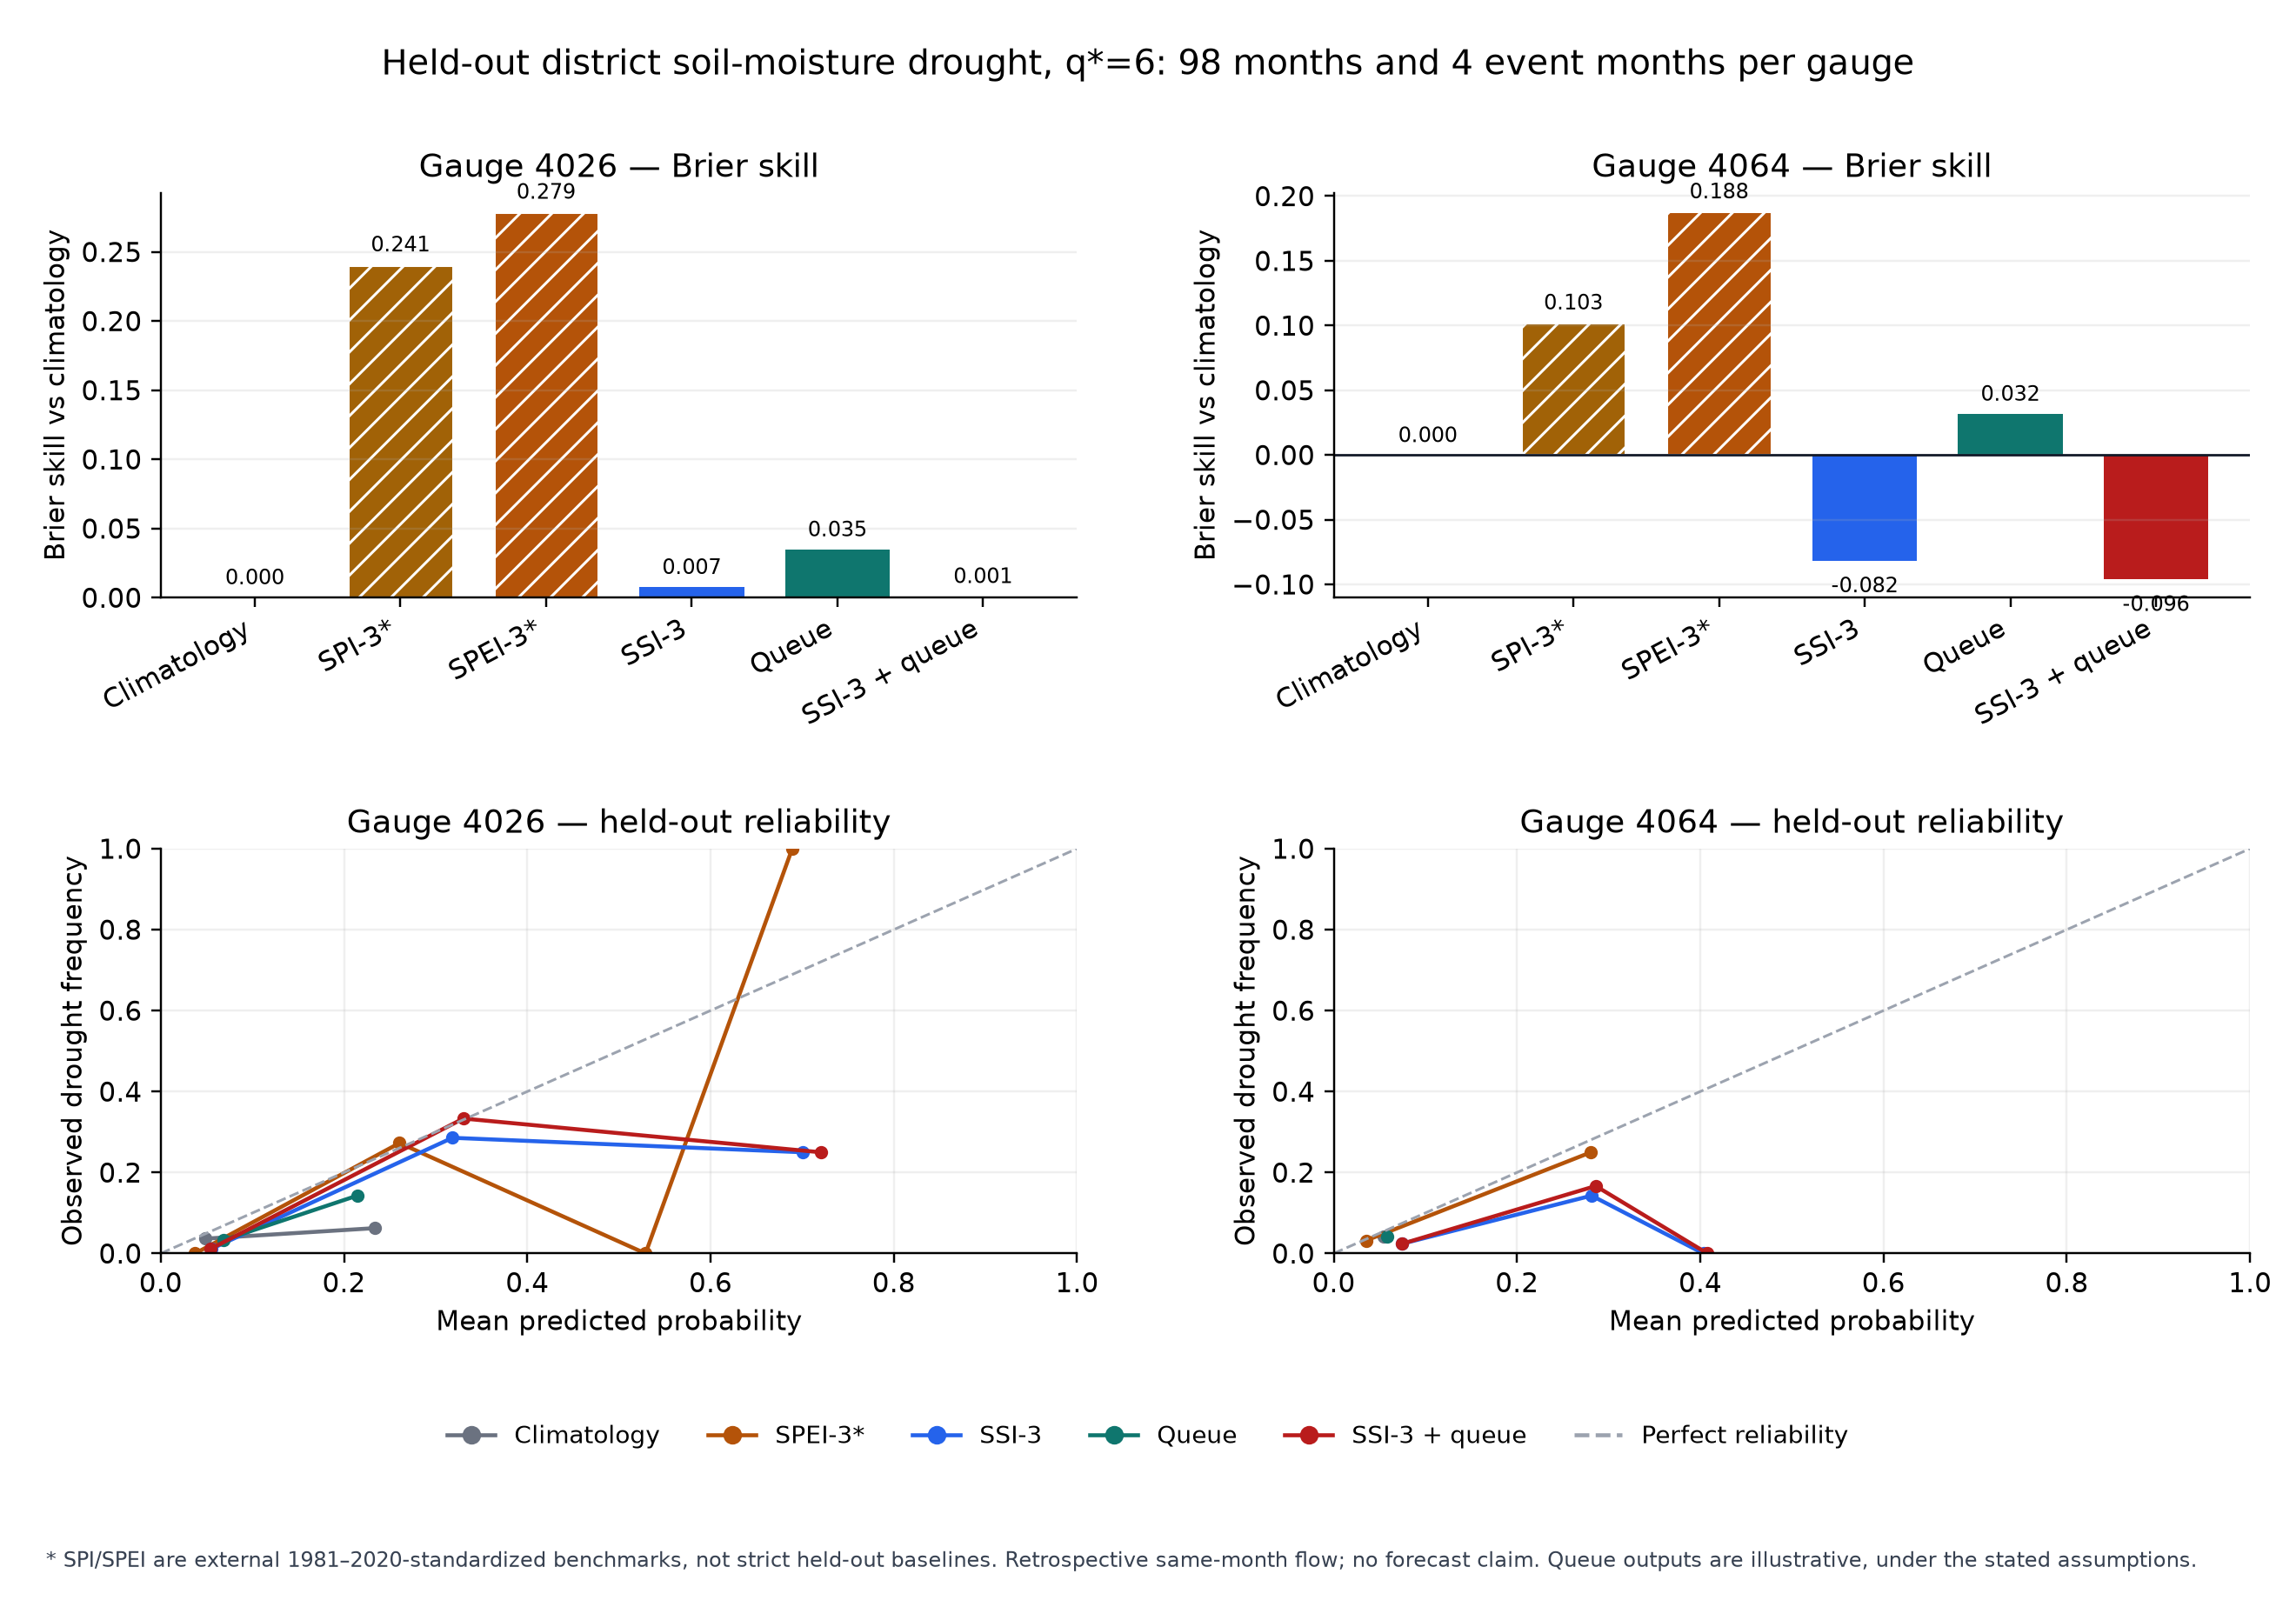 Held-out district soil-moisture drought, q*=6: 98 months and 4 event months per gauge
Gauge 4026 — Brier skill
Brier skill vs climatology
0.25
0.20
0.15
0.10
0.05
0.00
0.000
0.241
0.279
0.007
0.035
0.001
Climatology
SPI-3*
SPEI-3*
SSI-3
Queue
SSI-3 + queue
Gauge 4064 — Brier skill
Brier skill vs climatology
0.20
0.15
0.10
0.05
0.00
−0.05
−0.10
0.000
0.103
0.188
-0.082
0.032
-0.096
Climatology
SPI-3*
SPEI-3*
SSI-3
Queue
SSI-3 + queue
Gauge 4026 — held-out reliability
Observed drought frequency
1.0
0.8
0.6
0.4
0.2
0.0
0.0 0.2 0.4 0.6 0.8 1.0
Mean predicted probability
Gauge 4064 — held-out reliability
Observed drought frequency
1.0
0.8
0.6
0.4
0.2
0.0
0.0 0.2 0.4 0.6 0.8 1.0
Mean predicted probability
Climatology SPEI-3* SSI-3 Queue SSI-3 + queue Perfect reliability
* SPI/SPEI are external 1981–2020-standardized benchmarks, not strict held-out baselines. Retrospective same-month flow; no forecast claim. Queue outputs are illustrative, under the stated assumptions.